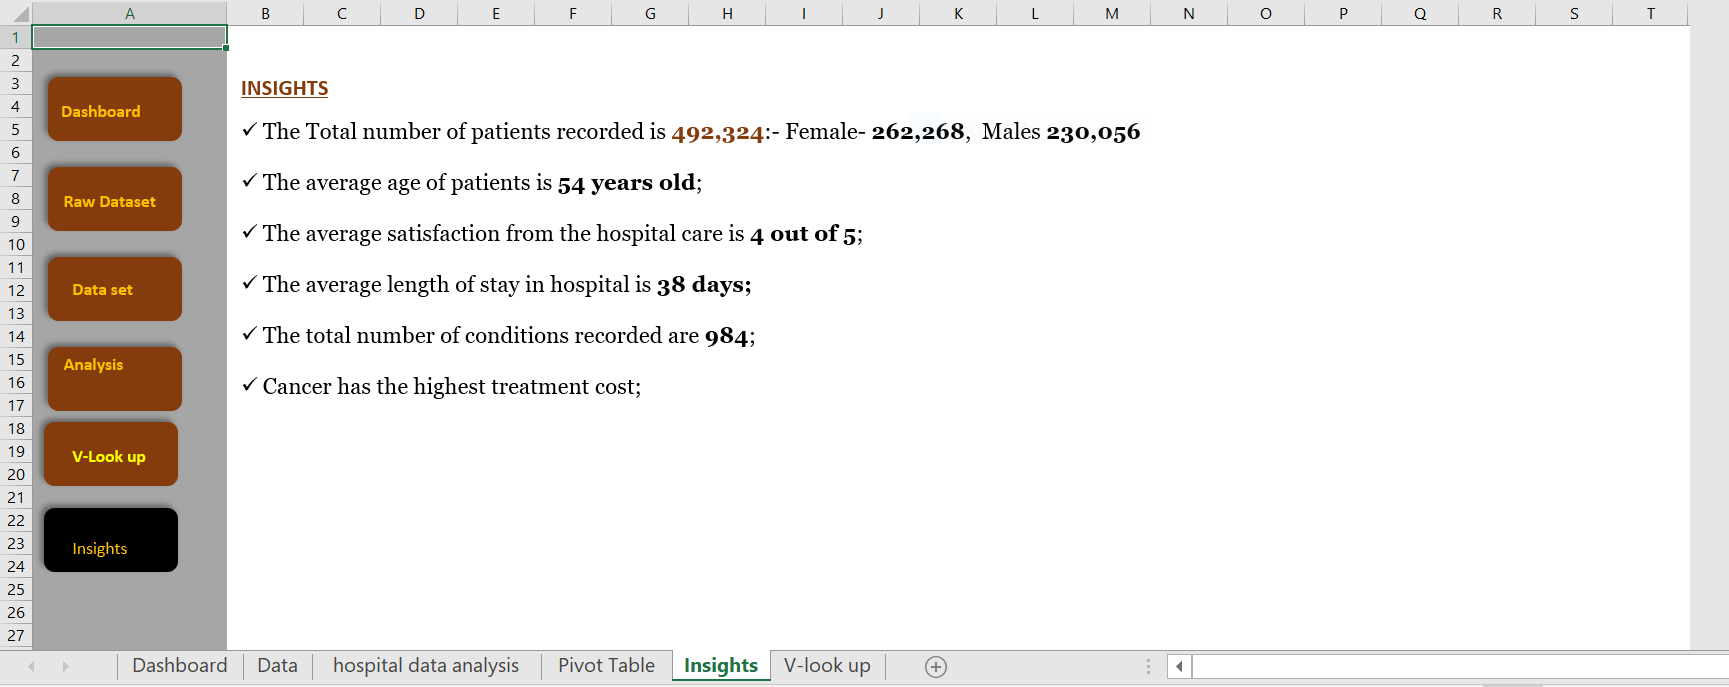 A B C D E F G H I J K L M N O P Q R S T
1
2
3
4
5
6
7
8
9
10
11
12
13
14
15
16
17
18
19
20
21
22
23
24
25
26
27
Dashboard
Raw Dataset
Data set
Analysis
V-Look up
Insights
INSIGHTS
✓ The Total number of patients recorded is 492,324:- Female- 262,268, Males 230,056
✓ The average age of patients is 54 years old;
✓ The average satisfaction from the hospital care is 4 out of 5;
✓ The average length of stay in hospital is 38 days;
✓ The total number of conditions recorded are 984;
✓ Cancer has the highest treatment cost;
Dashboard Data hospital data analysis Pivot Table Insights V-look up